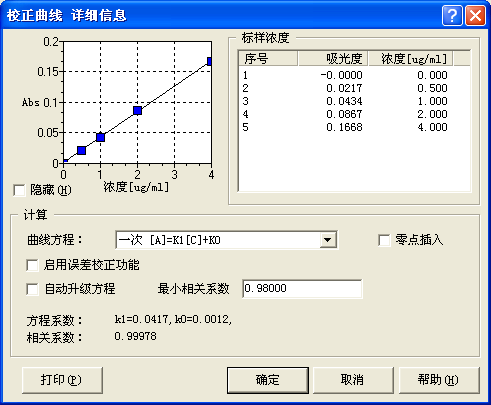 校正曲线 详细信息
0.2
0.15
Abs 0.1
0.05
0
0 1 2 3 4
浓度[ug/ml]
隐藏(H)
标样浓度
序号 吸光度 浓度[ug/ml]
1 -0.0000 0.000
2 0.0217 0.500
3 0.0434 1.000
4 0.0867 2.000
5 0.1668 4.000
计算
曲线方程： 一次 [A]=K1[C]+K0 零点插入
启用误差校正功能
自动升级方程 最小相关系数 0.98000
方程系数： k1=0.0417, k0=0.0012,
相关系数： 0.99978
打印(P) 确定 取消 帮助(H)